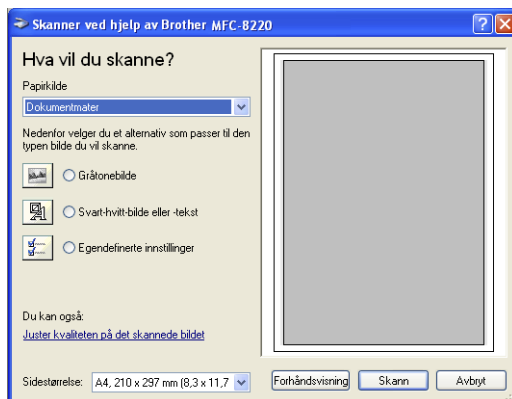 Skanner ved hjelp av Brother MFC-8220
Hva vil du skanne?
Papirkilde
Dokumentmater
Nedenfor velger du et alternativ som passer til den
typen bilde du vil skanne.
Gråtonebilde
Svart-hvitt-bilde eller -tekst
Egendefinerte innstillinger
Du kan også:
Juster kvaliteten på det skannede bildet
Sidestørrelse: A4, 210 x 297 mm (8,3 x 11,7
Forhåndsvisning Skann Avbryt